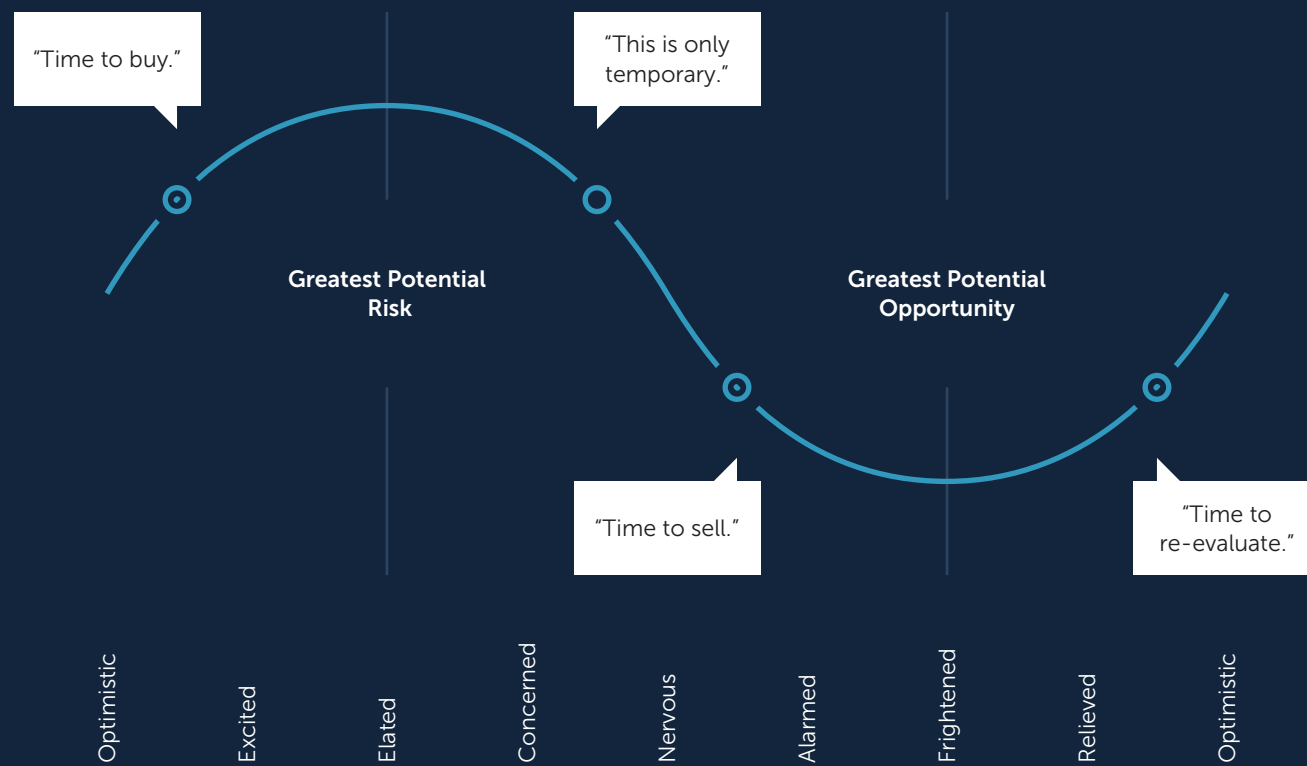 “Time to buy.”
“This is only
temporary.”
Greatest Potential
Risk
Greatest Potential
Opportunity
“Time to sell.”
“Time to
re-evaluate.”
Optimistic
Excited
Elated
Concerned
Nervous
Alarmed
Frightened
Relieved
Optimistic